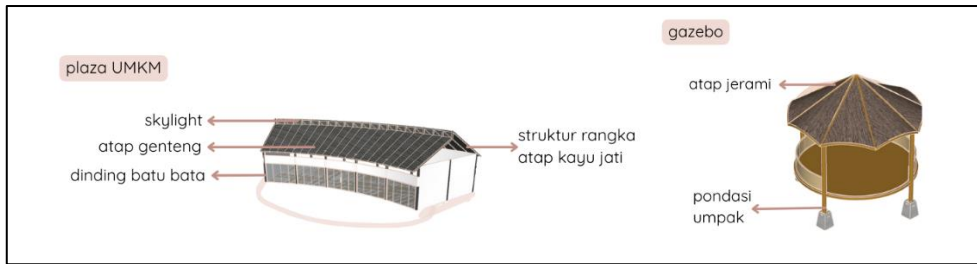 plaza UMKM
skylight
atap genteng
dinding batu bata
struktur rangka
atap kayu jati
gazebo
atap jerami
pondasi
umpak